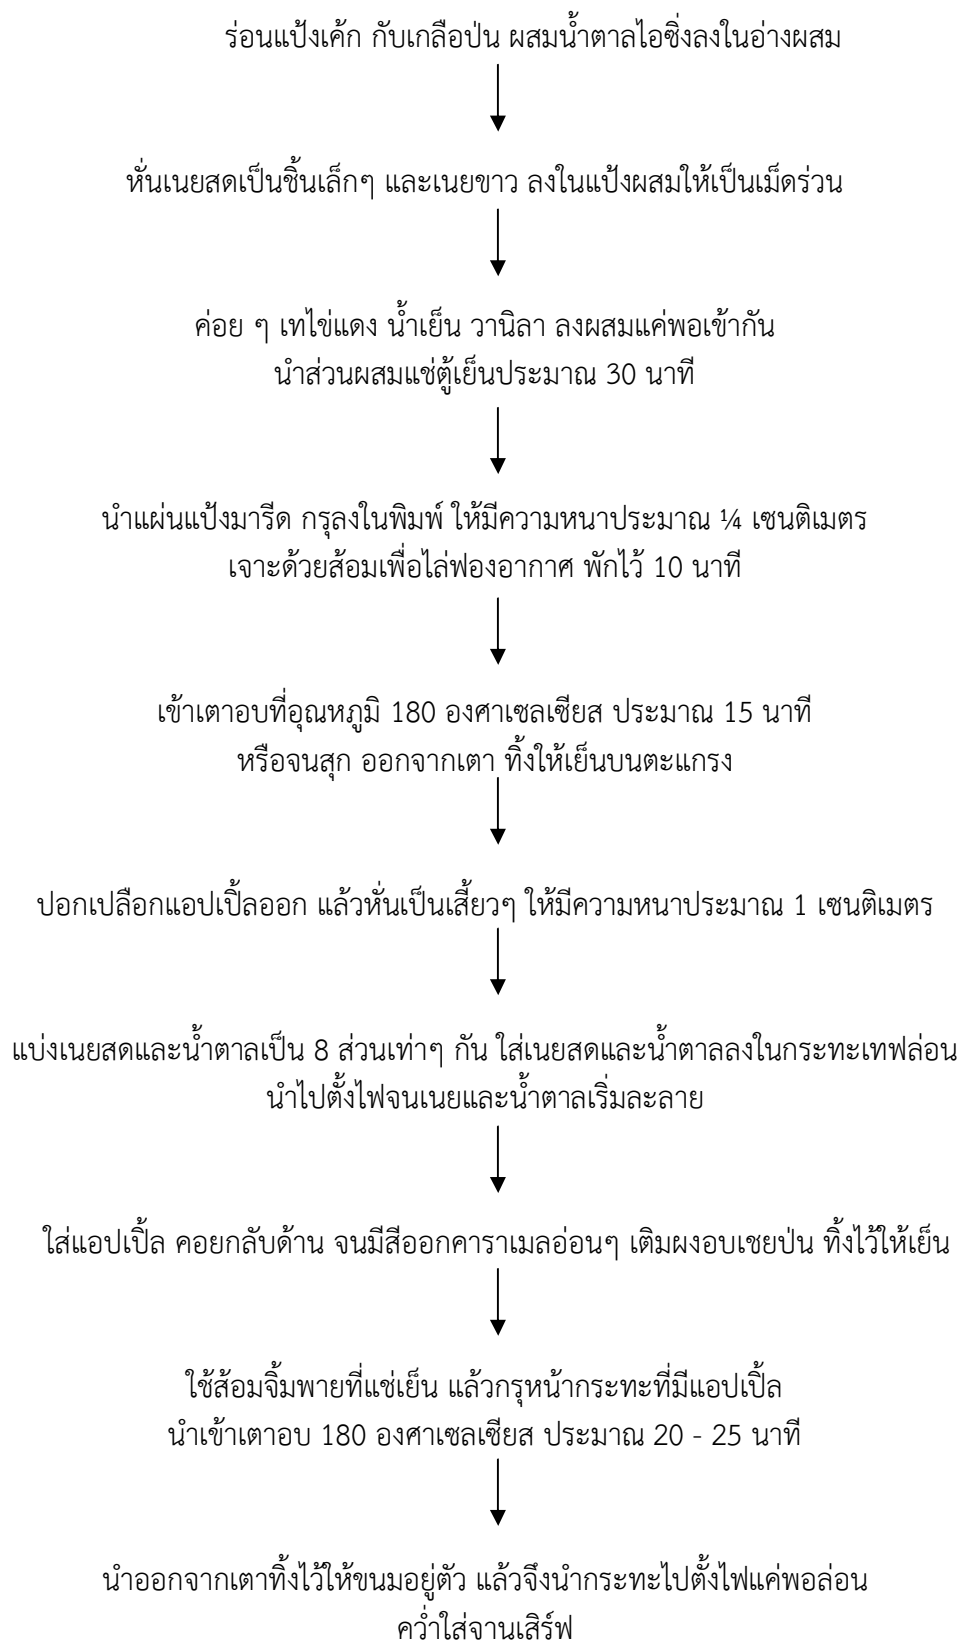 ร่อนแป้งเค้ก กับเกลือป่น ผสมน้ำตาลไอซิ่งลงในอ่างผสม
หั่นเนยสดเป็นชิ้นเล็กๆ และเนยขาว ลงในแป้งผสมให้เป็นเม็ดร่วน
ค่อย ๆ เทไข่แดง น้ำเย็น วานิลา ลงผสมแค่พอเข้ากัน
นำส่วนผสมแช่ตู้เย็นประมาณ 30 นาที
นำแผ่นแป้งมารีด กรุลงในพิมพ์ ให้มีความหนาประมาณ ¼ เซนติเมตร
เจาะด้วยส้อมเพื่อไล่ฟองอากาศ พักไว้ 10 นาที
เข้าเตาอบที่อุณหภูมิ 180 องศาเซลเซียส ประมาณ 15 นาที
หรือจนสุก ออกจากเตา ทิ้งให้เย็นบนตะแกรง
ปอกเปลือกแอปเปิ้ลออก แล้วหั่นเป็นเสี้ยวๆ ให้มีความหนาประมาณ 1 เซนติเมตร
แบ่งเนยสดและน้ำตาลเป็น 8 ส่วนเท่าๆ กัน ใส่เนยสดและน้ำตาลลงในกระทะเทฟล่อน
นำไปตั้งไฟจนเนยและน้ำตาลเริ่มละลาย
ใส่แอปเปิ้ล คอยกลับด้าน จนมีสีออกคาราเมลอ่อนๆ เติมผงอบเชยป่น ทิ้งไว้ให้เย็น
ใช้ส้อมจิ้มพายที่แช่เย็น แล้วกรุหน้ากระทะที่มีแอปเปิ้ล
นำเข้าเตาอบ 180 องศาเซลเซียส ประมาณ 20 - 25 นาที
นำออกจากเตาทิ้งไว้ให้ขนมอยู่ตัว แล้วจึงนำกระทะไปตั้งไฟแค่พอล่อน
คว่ำใส่จานเสิร์ฟ